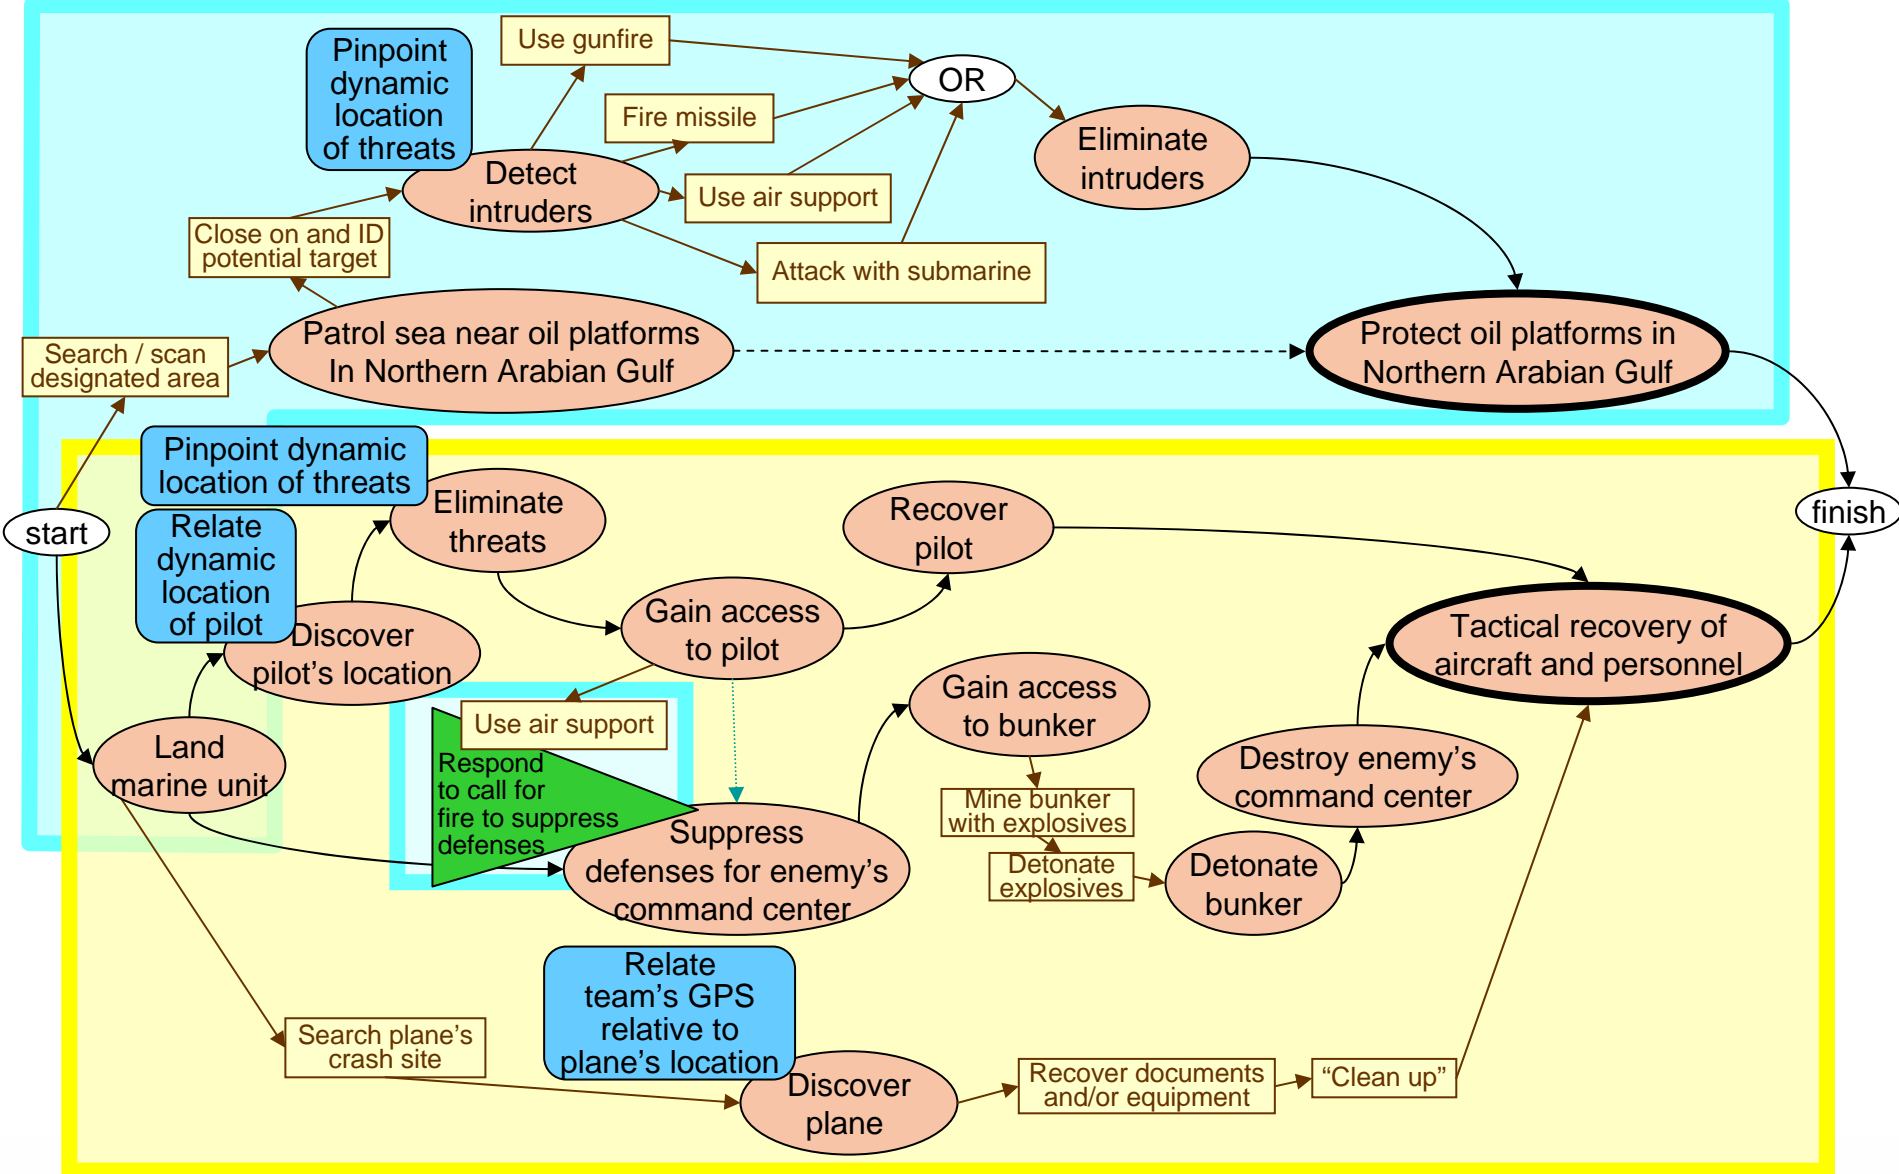 Use gunfire
Pinpoint
dynamic
location
of threats
OR
Fire missile
Eliminate
intruders
Detect
intruders
Use air support
Close on and ID
potential target
Attack with submarine
Patrol sea near oil platforms
In Northern Arabian Gulf
Protect oil platforms in
Northern Arabian Gulf
Search / scan
designated area
Pinpoint dynamic
location of threats
Eliminate
threats
Recover
pilot
finish
start
Relate
dynamic
location
of pilot
Discover
pilot's location
Gain access
to pilot
Tactical recovery of
aircraft and personnel
Gain access
to bunker
Use air support
Land
marine unit
Respond
to call for
fire to suppress
defenses
Destroy enemy's
command center
Mine bunker
with explosives
Suppress
defenses for enemy's
command center
Detonate
explosives
Detonate
bunker
Relate
team's GPS
relative to
plane's location
Search plane's
crash site
Discover
plane
Recover documents
and/or equipment
“Clean up”